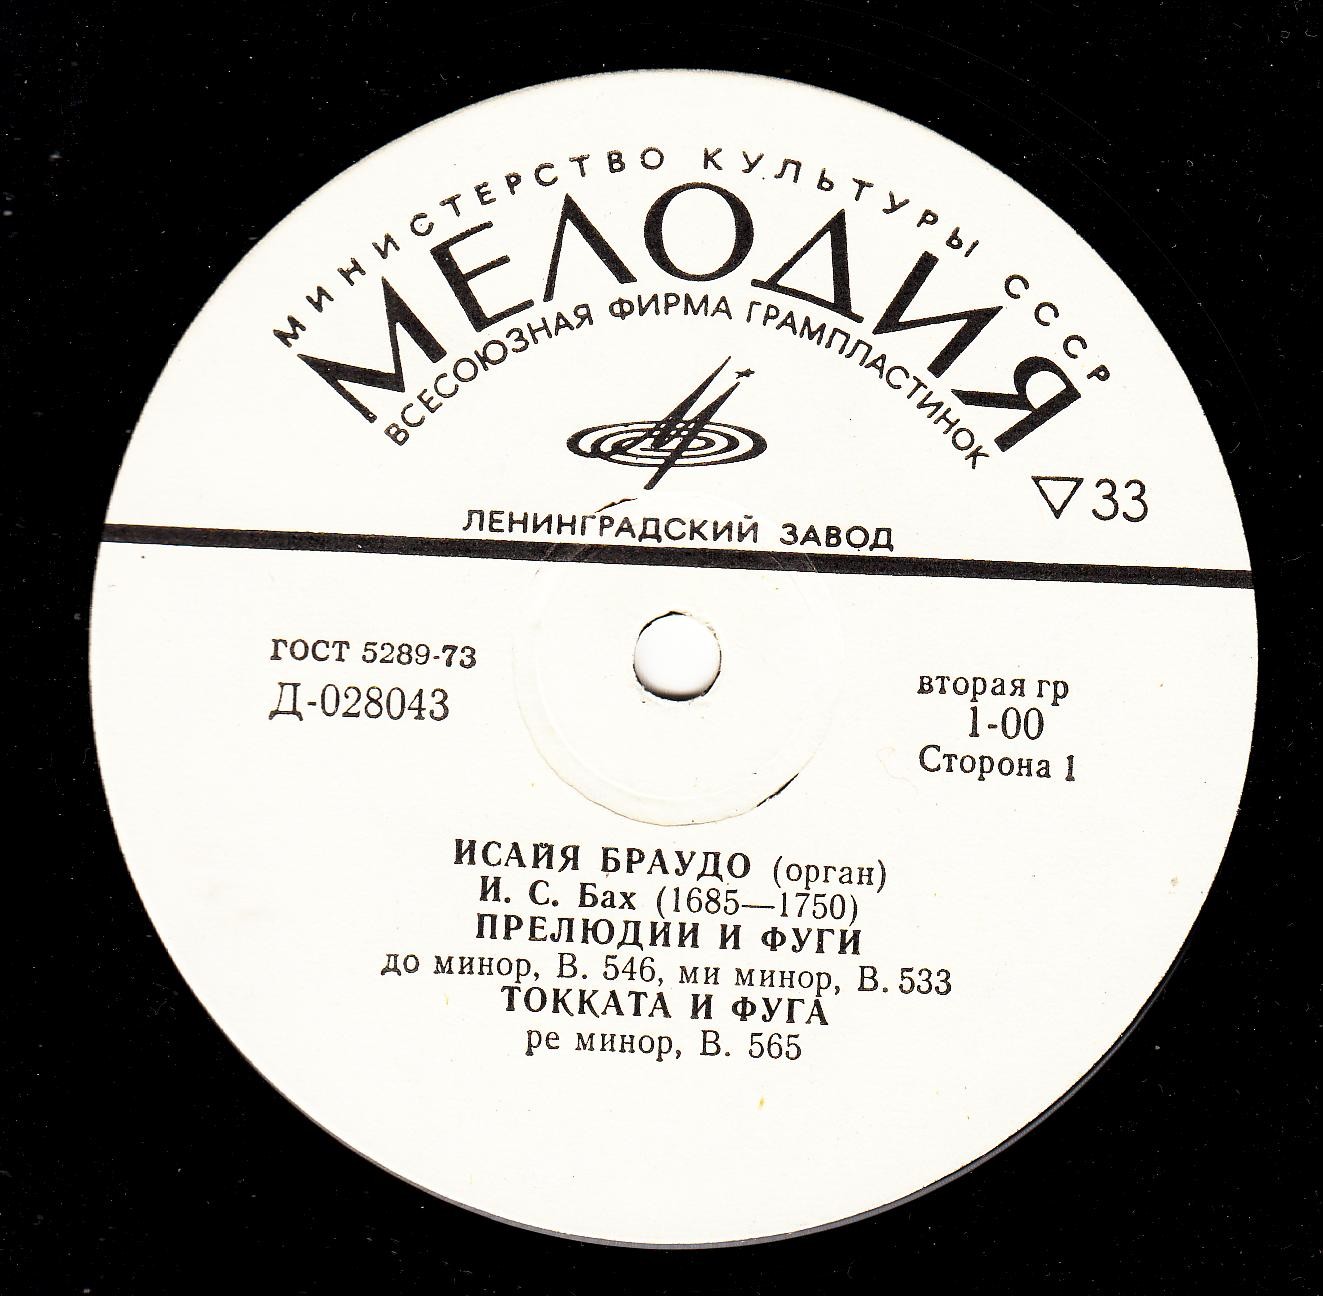 МИНИСТЕРСТВО КУЛЬТУРЫ СССР
МЕЛОДИЯ
ВСЕСОЮЗНАЯ ФИРМА ГРАМПЛАСТИНОК
▽33
ЛЕНИНГРАДСКИЙ ЗАВОД
ГОСТ 5289-73
Д-028043
вторая гр
1-00
Сторона 1
ИСАЙЯ БРАУДО (орган)
И. С. Бах (1685—1750)
ПРЕЛЮДИИ И ФУГИ
до минор, В. 546, ми минор, В. 533
ТОККАТА И ФУГА
ре минор, В. 565